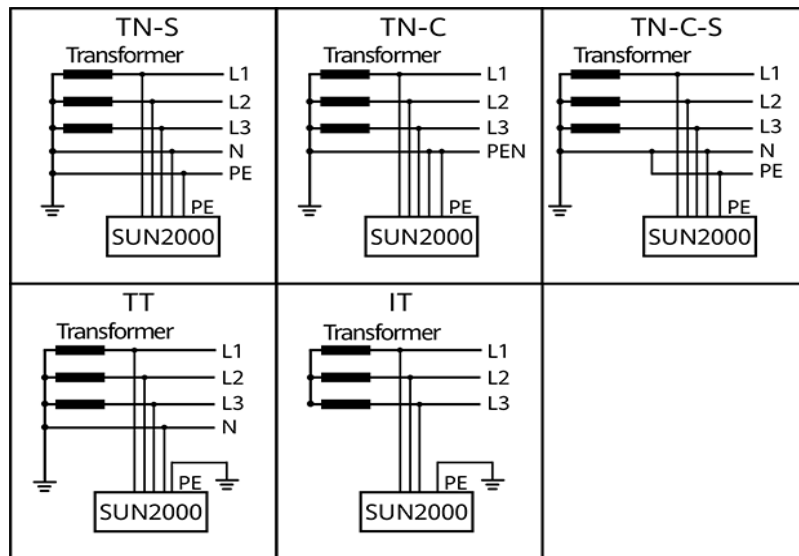 TN-S
Transformer
L1
L2
L3
N
PE
PE
SUN2000
TN-C
Transformer
L1
L2
L3
PEN
PE
SUN2000
TN-C-S
Transformer
L1
L2
L3
N
PE
PE
SUN2000
TT
Transformer
L1
L2
L3
N
PE
SUN2000
IT
Transformer
L1
L2
L3
PE
SUN2000